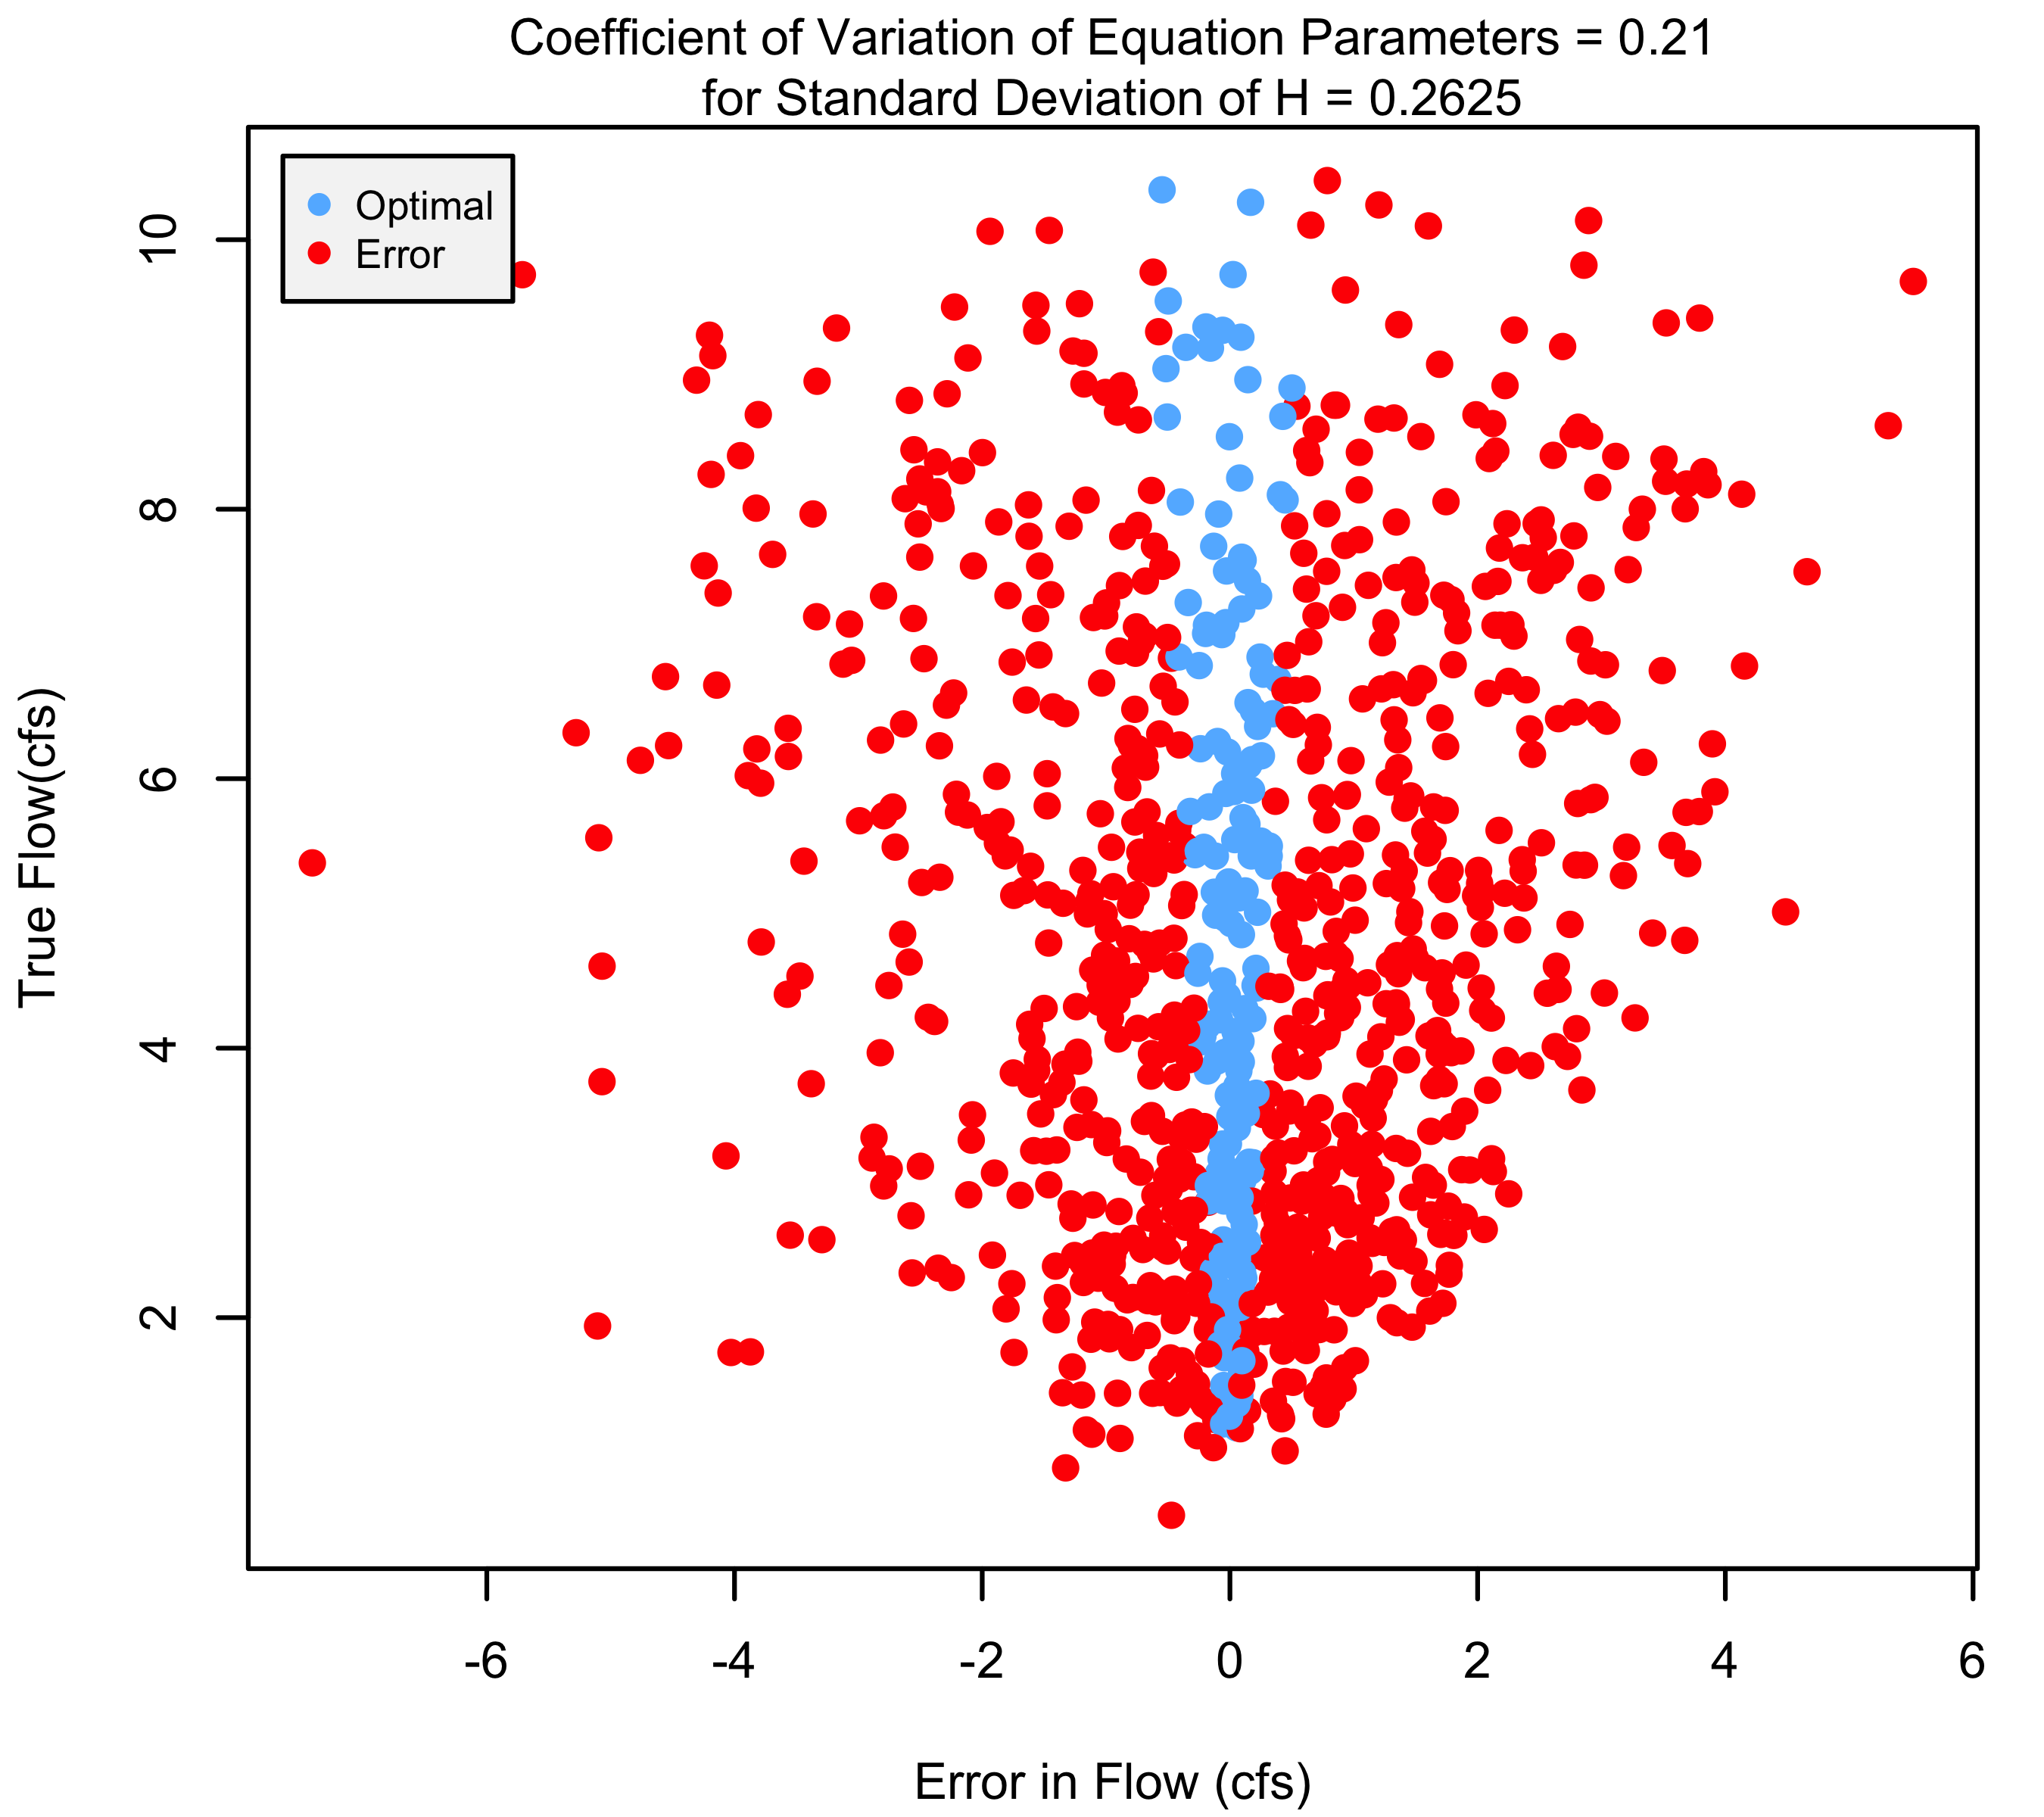 Coefficient of Variation of Equation Parameters = 0.21
for Standard Deviation of H = 0.2625
Optimal
Error
True Flow(cfs)
10
8
6
4
2
-6 -4 -2 0 2 4 6
Error in Flow (cfs)